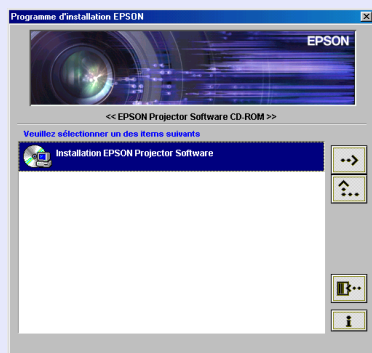 Programme d'installation EPSON
EPSON
<< EPSON Projector Software CD-ROM >>
Veuillez sélectionner un des items suivants
Installation EPSON Projector Software